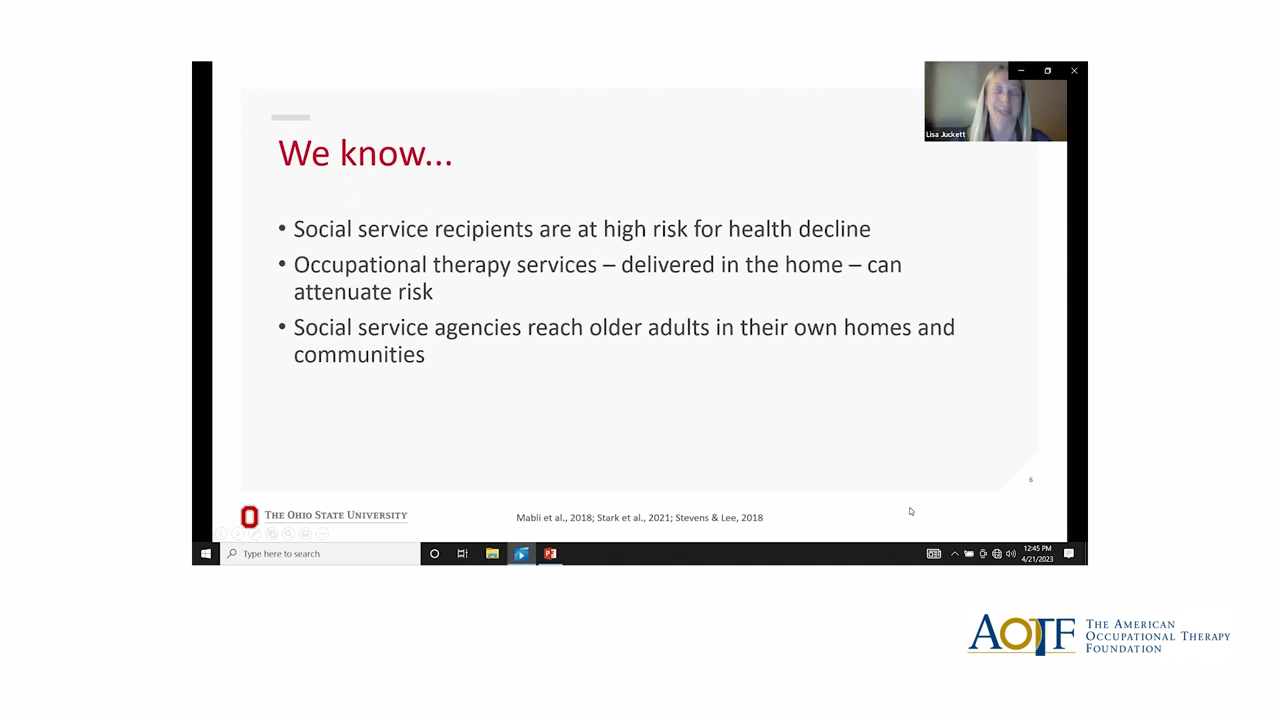 Lisa Juckett
We know...
• Social service recipients are at high risk for health decline
• Occupational therapy services – delivered in the home – can
attenuate risk
• Social service agencies reach older adults in their own homes and
communities
6
THE OHIO STATE UNIVERSITY
Mabli et al., 2018; Stark et al., 2021; Stevens & Lee, 2018
Type here to search
12:45 PM
4/21/2023
AOTF
THE AMERICAN
OCCUPATIONAL THERAPY
FOUNDATION